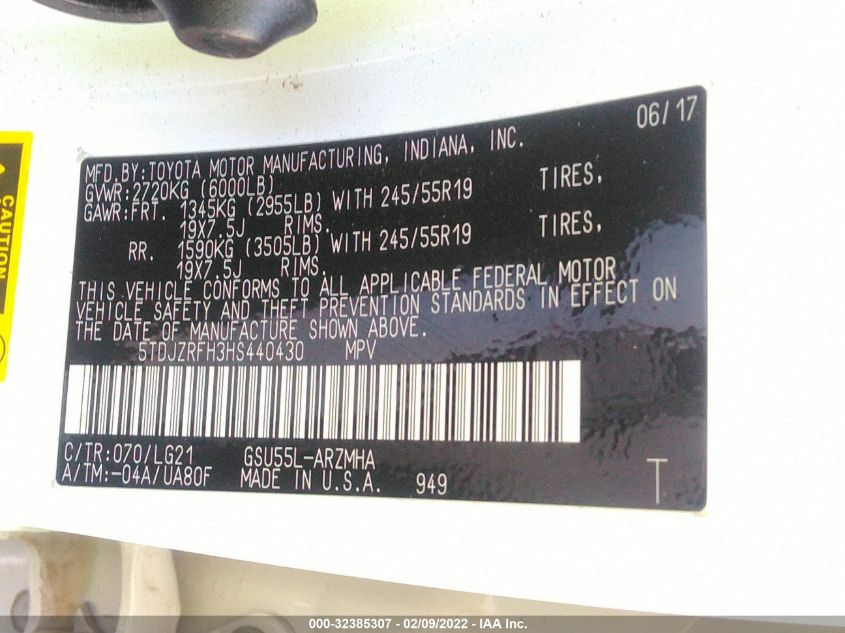 06/17
MFD.BY:TOYOTA MOTOR MANUFACTURING, INDIANA, INC.
GVWR:2720KG (6000LB)
GAWR:FRT. 1345KG (2955LB) WITH 245/55R19 TIRES,
19X7.5J RIMS.
RR. 1590KG (3505LB) WITH 245/55R19 TIRES,
19X7.5J RIMS.
THIS VEHICLE CONFORMS TO ALL APPLICABLE FEDERAL MOTOR
VEHICLE SAFETY AND THEFT PREVENTION STANDARDS IN EFFECT ON
THE DATE OF MANUFACTURE SHOWN ABOVE.
5TDJZRFH3HS440430 MPV
C/TR:070/LG21 GSU55L-ARZMHA
A/TM:-04A/UA80F MADE IN U.S.A. 949
T
CAUTION
000-32385307 - 02/09/2022 - IAA Inc.